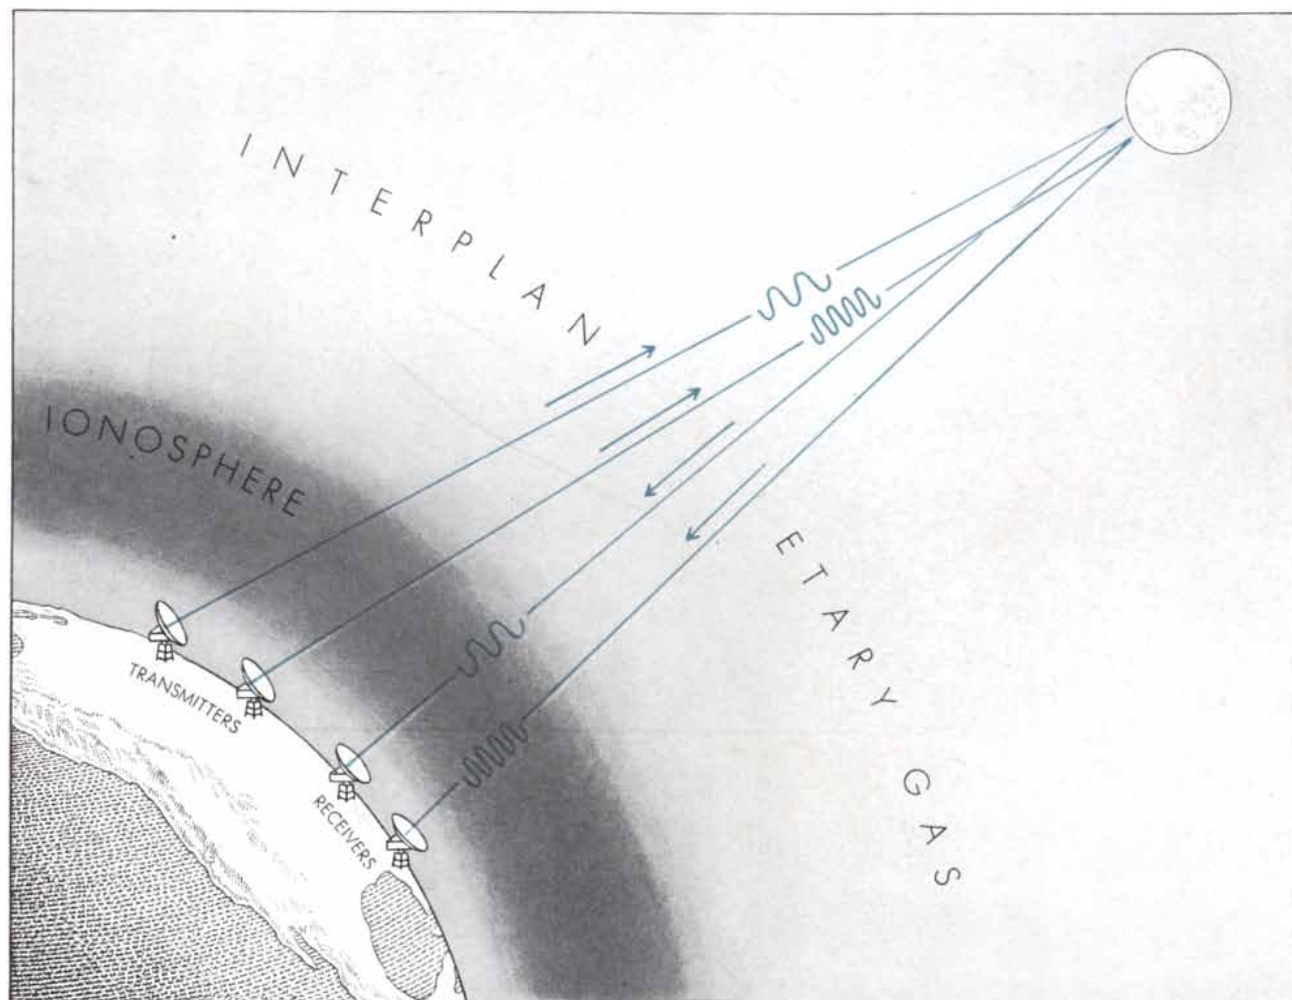 INTERPLAN
ETARY GAS
IONOSPHERE
TRANSMITTERS
RECEIVERS